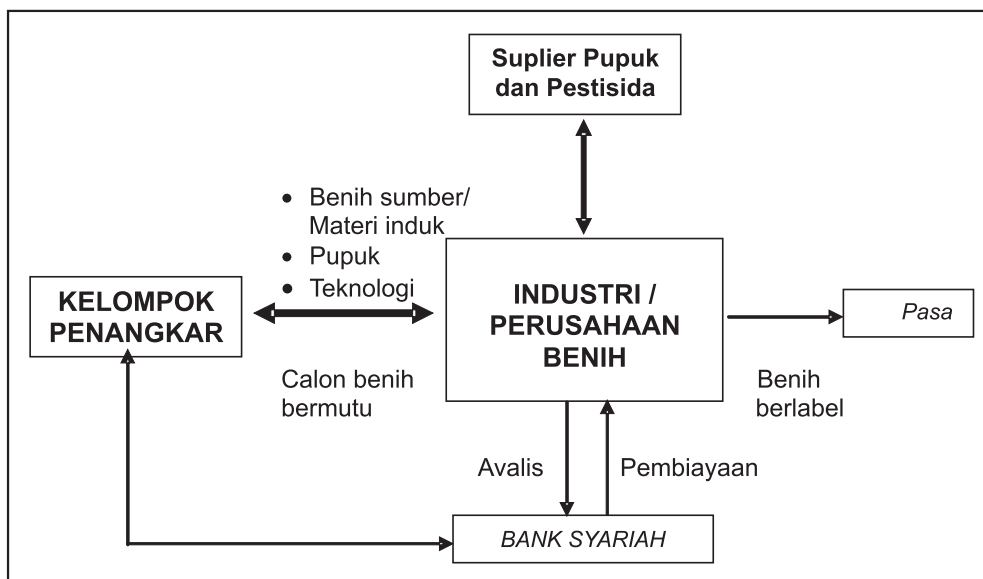 Suplier Pupuk
dan Pestisida
• Benih sumber/
Materi induk
• Pupuk
• Teknologi
KELOMPOK
PENANGKAR
INDUSTRI /
PERUSAHAAN
BENIH
Pasa
Calon benih
bermutu
Benih
berlabel
Avalis
Pembiayaan
BANK SYARIAH